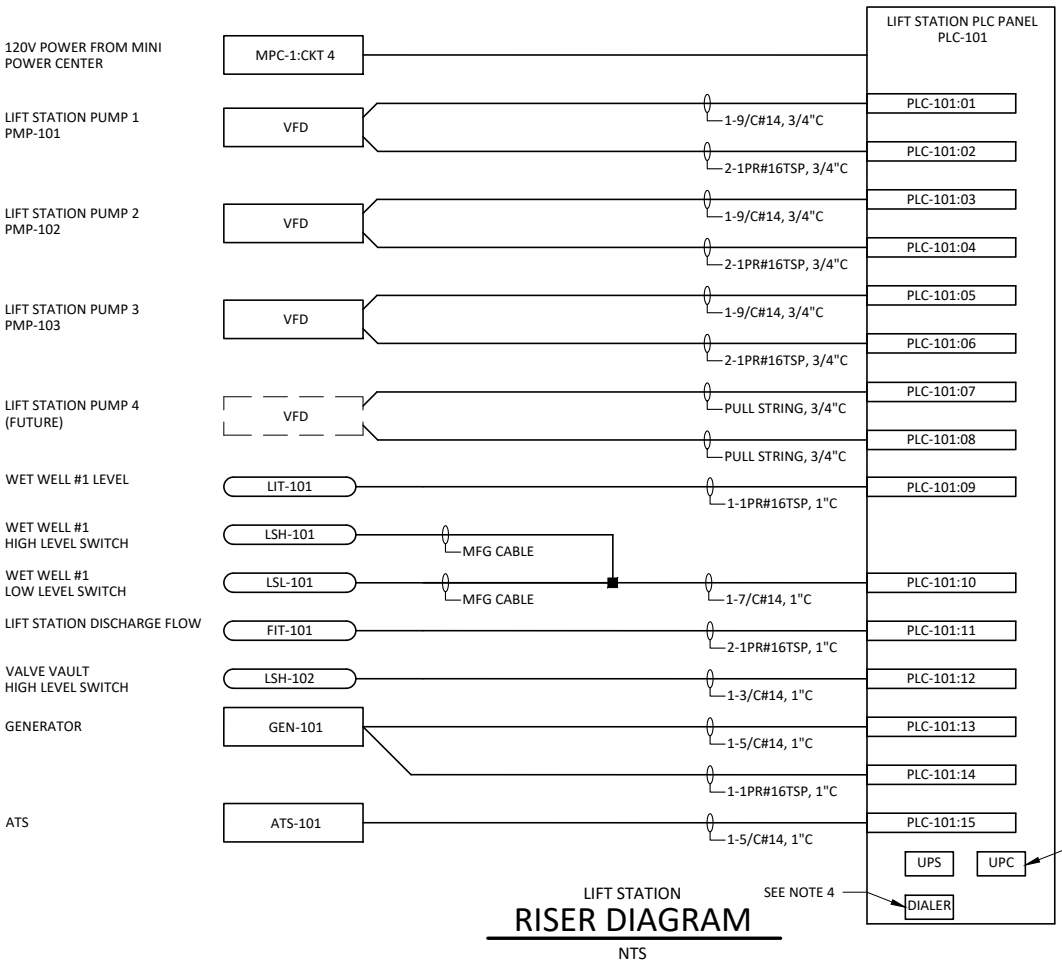 LIFT STATION PLC PANEL
PLC-101
120V POWER FROM MINI
POWER CENTER
MPC-1:CKT 4
LIFT STATION PUMP 1
PMP-101
VFD
1-9/C#14, 3/4"C
PLC-101:01
2-1PR#16TSP, 3/4"C
PLC-101:02
LIFT STATION PUMP 2
PMP-102
VFD
1-9/C#14, 3/4"C
PLC-101:03
2-1PR#16TSP, 3/4"C
PLC-101:04
LIFT STATION PUMP 3
PMP-103
VFD
1-9/C#14, 3/4"C
PLC-101:05
2-1PR#16TSP, 3/4"C
PLC-101:06
LIFT STATION PUMP 4
(FUTURE)
VFD
PULL STRING, 3/4"C
PLC-101:07
PULL STRING, 3/4"C
PLC-101:08
WET WELL #1 LEVEL
LIT-101
1-1PR#16TSP, 1"C
PLC-101:09
WET WELL #1
HIGH LEVEL SWITCH
LSH-101
MFG CABLE
WET WELL #1
LOW LEVEL SWITCH
LSL-101
MFG CABLE
1-7/C#14, 1"C
PLC-101:10
LIFT STATION DISCHARGE FLOW
FIT-101
2-1PR#16TSP, 1"C
PLC-101:11
VALVE VAULT
HIGH LEVEL SWITCH
LSH-102
1-3/C#14, 1"C
PLC-101:12
GENERATOR
GEN-101
1-5/C#14, 1"C
PLC-101:13
1-1PR#16TSP, 1"C
PLC-101:14
ATS
ATS-101
1-5/C#14, 1"C
PLC-101:15
UPS
UPC
SEE NOTE 4
DIALER
LIFT STATION
RISER DIAGRAM
NTS